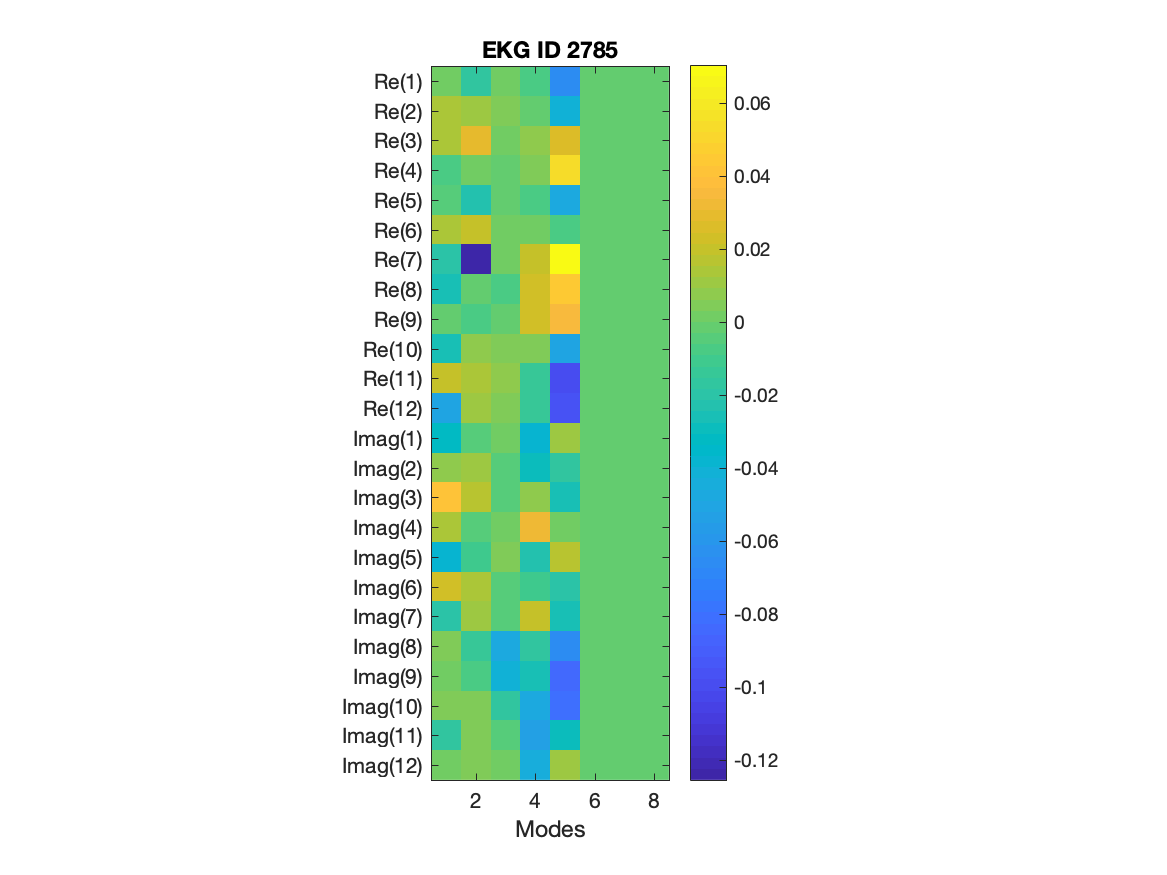 EKG ID 2785
Re(1)
Re(2)
Re(3)
Re(4)
Re(5)
Re(6)
Re(7)
Re(8)
Re(9)
Re(10)
Re(11)
Re(12)
Imag(1)
Imag(2)
Imag(3)
Imag(4)
Imag(5)
Imag(6)
Imag(7)
Imag(8)
Imag(9)
Imag(10)
Imag(11)
Imag(12)
2 4 6 8
Modes
0.06
0.04
0.02
0
-0.02
-0.04
-0.06
-0.08
-0.1
-0.12